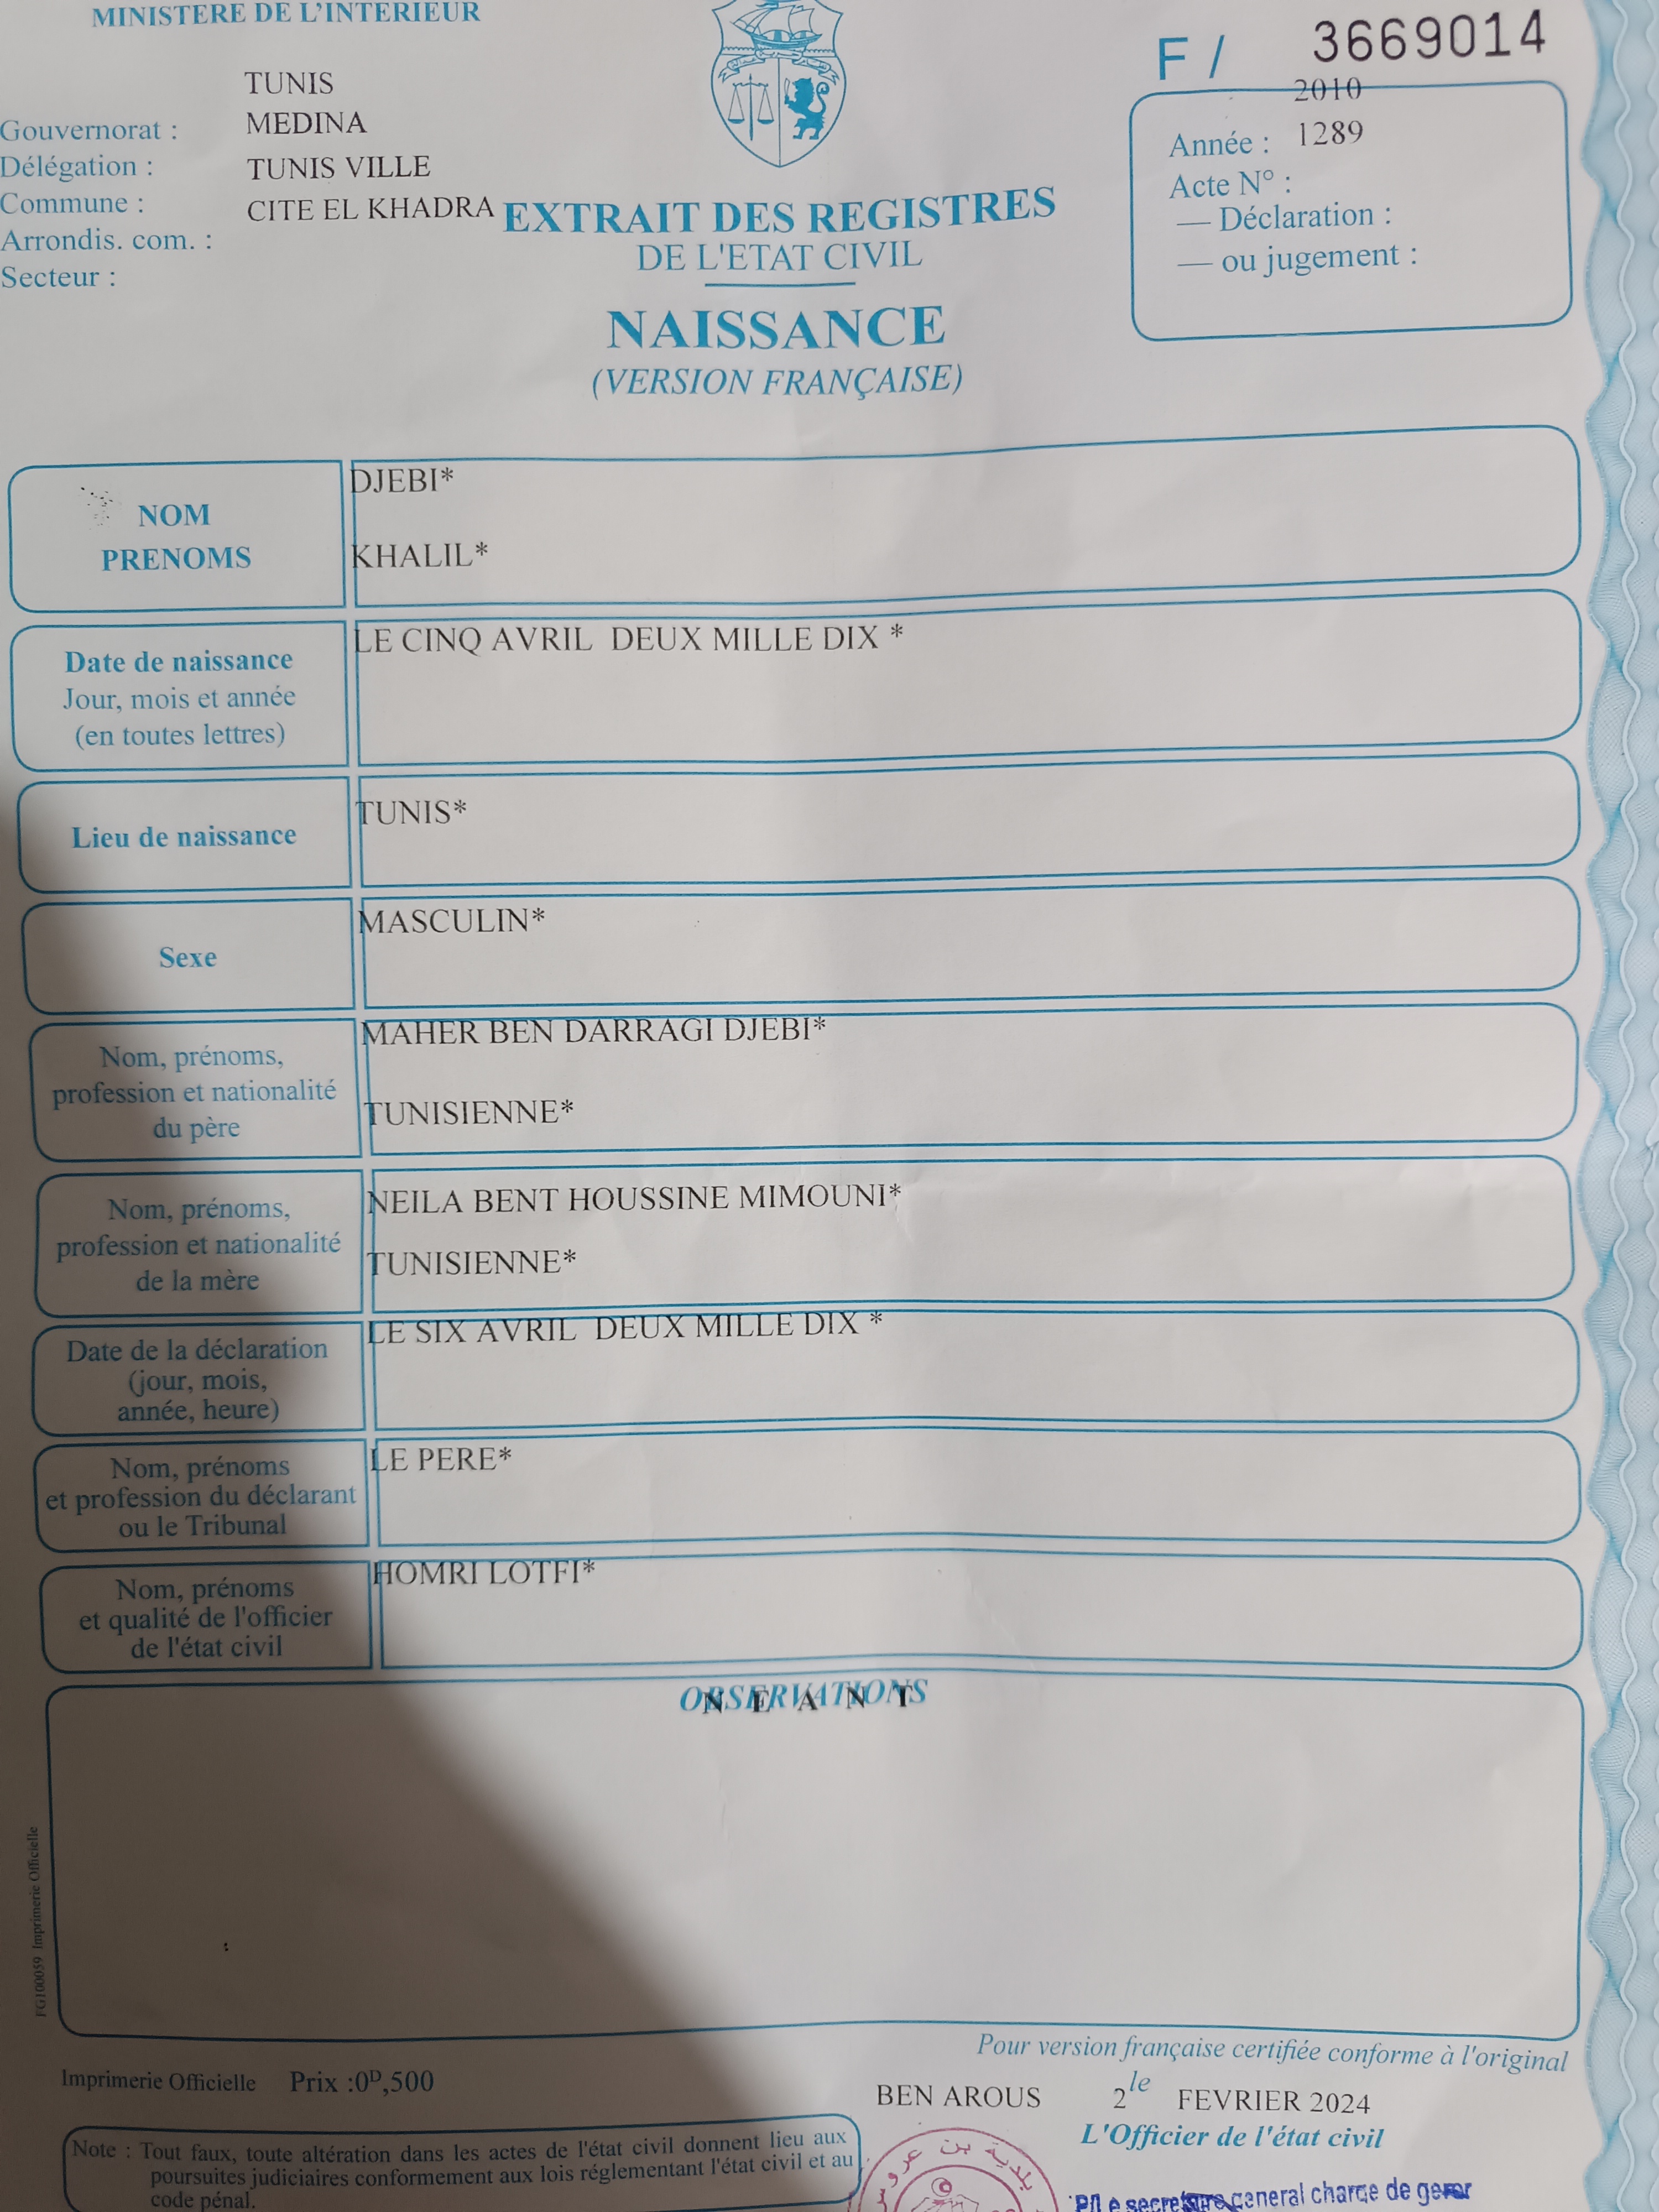 MINISTERE DE L'INTERIEUR
F / 3669014
TUNIS
Gouvernorat : MEDINA
Délégation : TUNIS VILLE
Commune : CITE EL KHADRA
Arrondis. com. :
Secteur :
2010
Année : 1289
Acte N° :
— Déclaration :
— ou jugement :
EXTRAIT DES REGISTRES
DE L'ETAT CIVIL
NAISSANCE
(VERSION FRANÇAISE)
NOM
PRENOMS
DJEBI*
KHALIL*
Date de naissance
Jour, mois et année
(en toutes lettres)
LE CINQ AVRIL DEUX MILLE DIX *
Lieu de naissance
TUNIS*
Sexe
MASCULIN*
Nom, prénoms,
profession et nationalité
du père
MAHER BEN DARRAGI DJEBI*
TUNISIENNE*
Nom, prénoms,
profession et nationalité
de la mère
NEILA BENT HOUSSINE MIMOUNI*
TUNISIENNE*
Date de la déclaration
(jour, mois,
année, heure)
LE SIX AVRIL DEUX MILLE DIX *
Nom, prénoms
et profession du déclarant
ou le Tribunal
LE PERE*
Nom, prénoms
et qualité de l'officier
de l'état civil
HOMRI LOTFI*
OBSERVATIONS
N E A N T
FG100059 Imprimerie Officielle
Pour version française certifiée conforme à l'original
Imprimerie Officielle Prix :0D,500
BEN AROUS 2 le FEVRIER 2024
L'Officier de l'état civil
Note : Tout faux, toute altération dans les actes de l'état civil donnent lieu aux
poursuites judiciaires conformement aux lois réglementant l'état civil et au
code pénal.
بلدية بن عروس
general charge de gerer